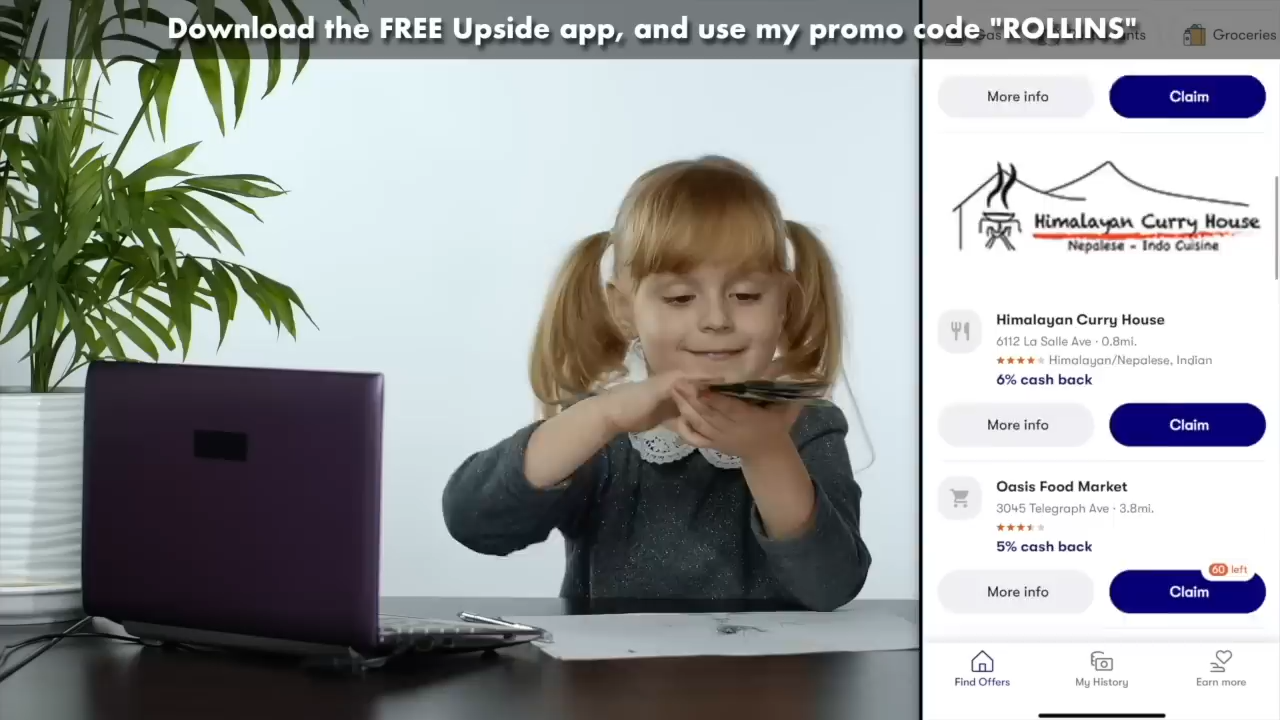 Download the FREE Upside app, and use my promo code "ROLLINS"
Groceries
More info
Claim
Himalayan Curry House
Nepalese - Indo Cuisine
Himalayan Curry House
6112 La Salle Ave · 0.8mi.
Himalayan/Nepalese, Indian
6% cash back
More info
Claim
Oasis Food Market
3045 Telegraph Ave · 3.8mi.
5% cash back
60 left
More info
Claim
Find Offers
My History
Earn more